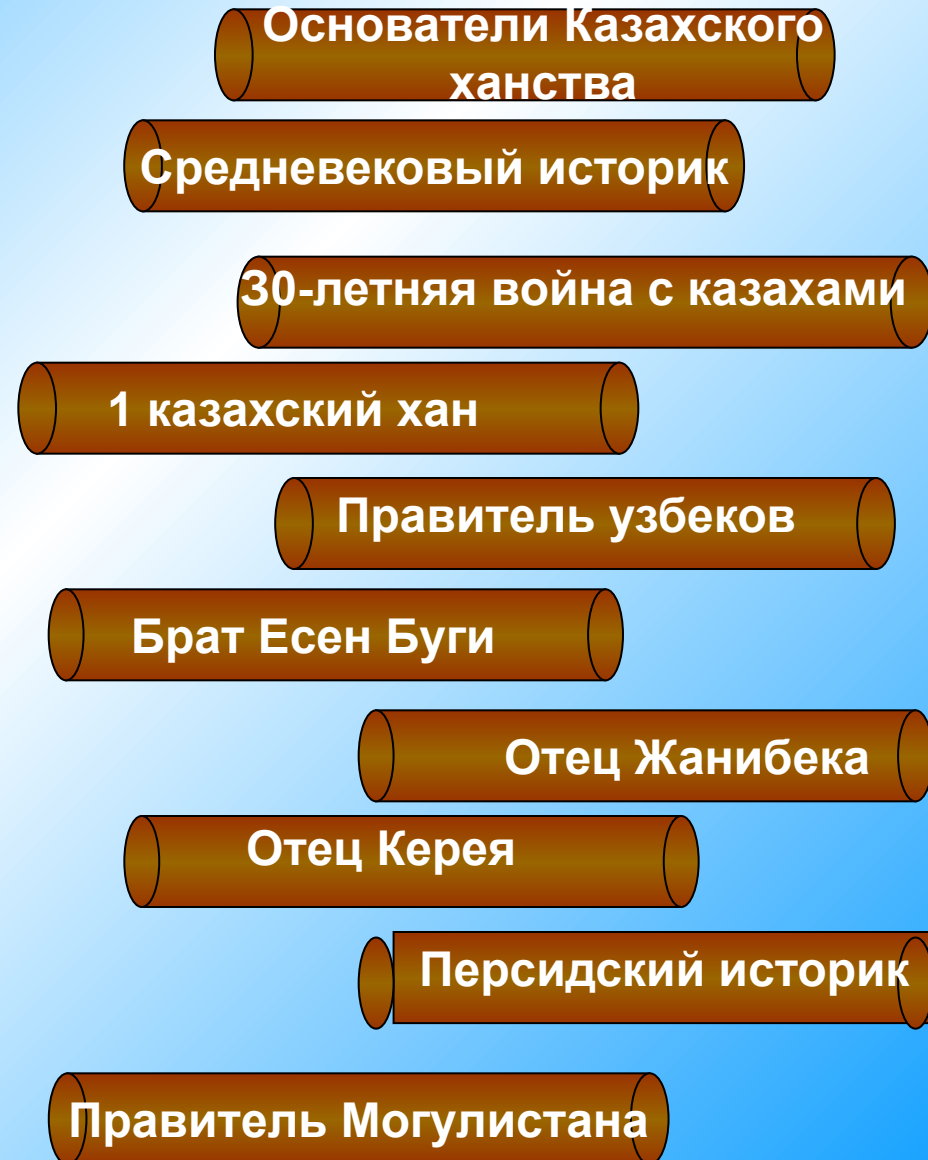 Основатели Казахского
ханства
Средневековый историк
30-летняя война с казахами
1 казахский хан
Правитель узбеков
Брат Есен Буги
Отец Жанибека
Отец Керея
Персидский историк
Правитель Могулистана